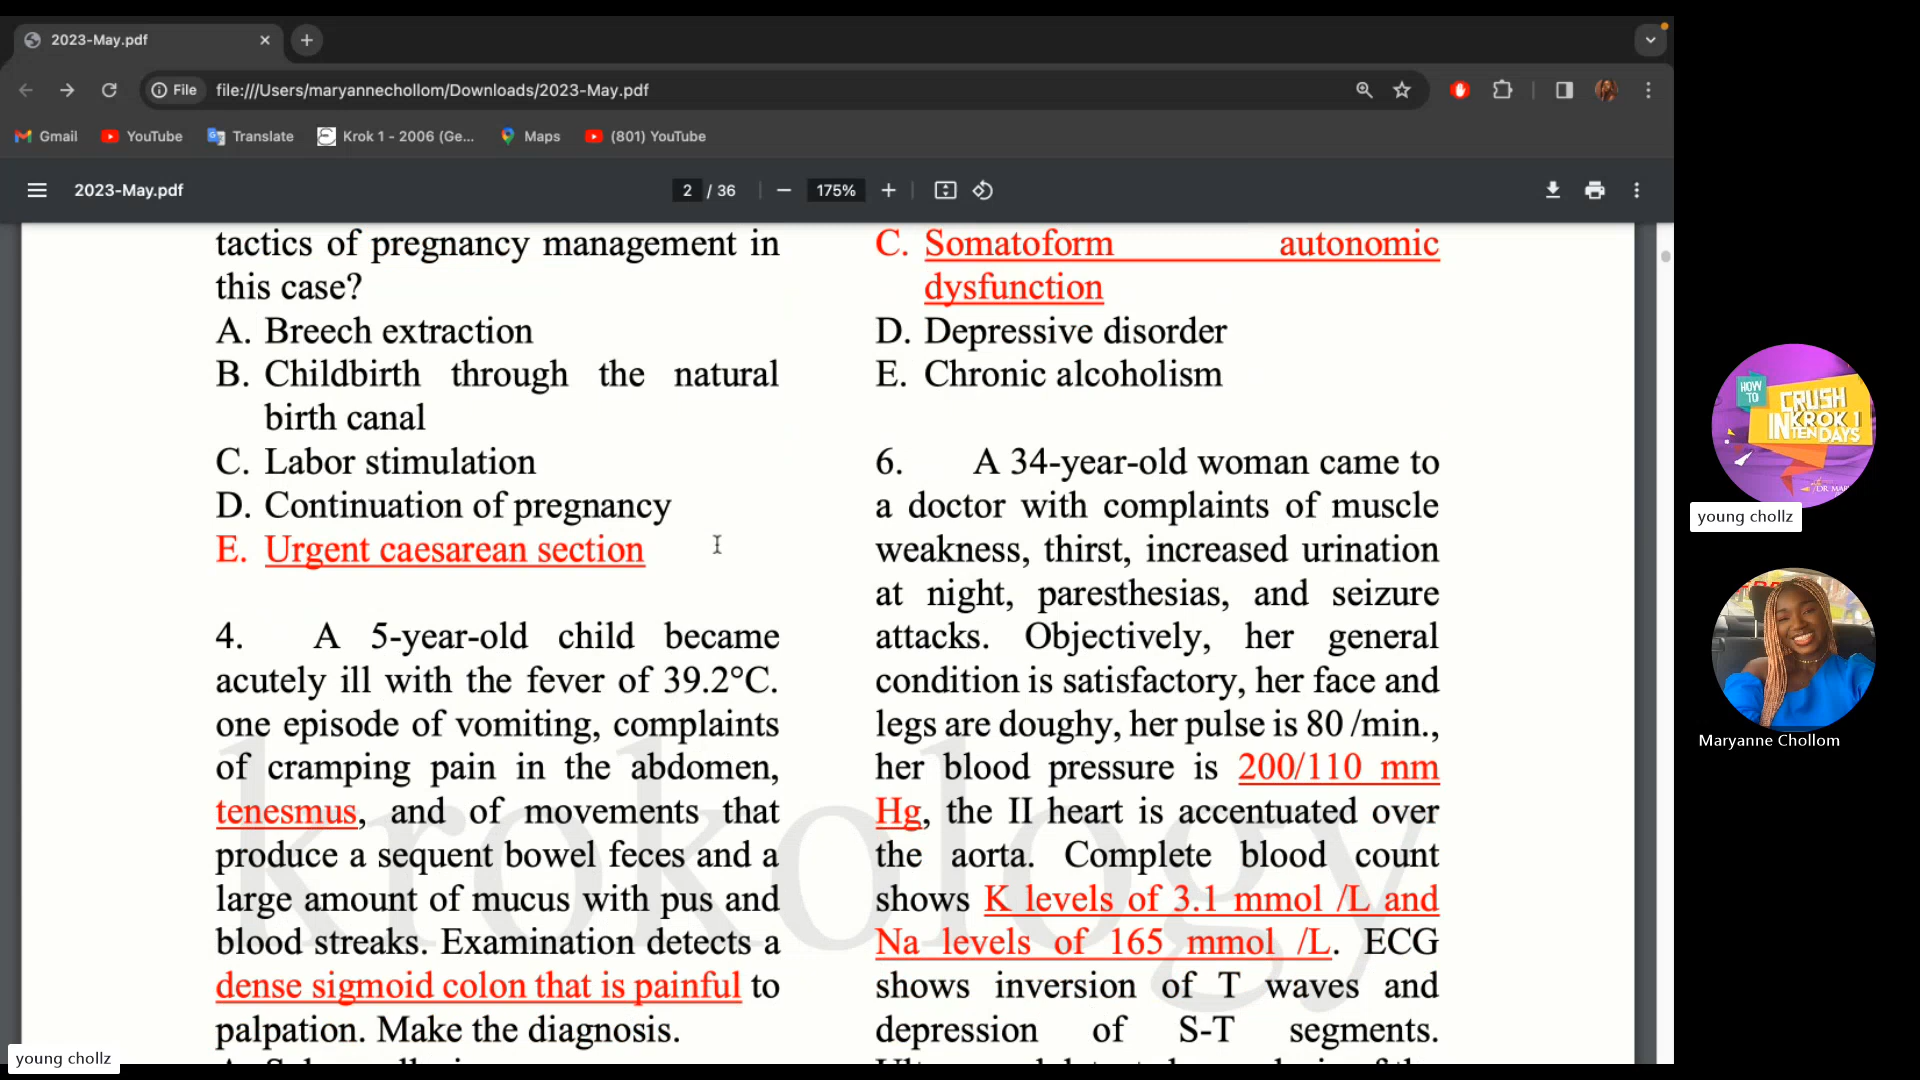 2023-May.pdf
File
file:///Users/maryannechollom/Downloads/2023-May.pdf
Gmail
YouTube
Translate
Krok 1 - 2006 (Ge...
Maps
(801) YouTube
2023-May.pdf
2 / 36
175%
tactics of pregnancy management in
this case?
A. Breech extraction
B. Childbirth through the natural
birth canal
C. Labor stimulation
D. Continuation of pregnancy
E. Urgent caesarean section
4. A 5-year-old child became
acutely ill with the fever of 39.2°C.
one episode of vomiting, complaints
of cramping pain in the abdomen,
tenesmus, and of movements that
produce a sequent bowel feces and a
large amount of mucus with pus and
blood streaks. Examination detects a
dense sigmoid colon that is painful to
palpation. Make the diagnosis.
C. Somatoform autonomic
dysfunction
D. Depressive disorder
E. Chronic alcoholism
6. A 34-year-old woman came to
a doctor with complaints of muscle
weakness, thirst, increased urination
at night, paresthesias, and seizure
attacks. Objectively, her general
condition is satisfactory, her face and
legs are doughy, her pulse is 80 /min.,
her blood pressure is 200/110 mm
Hg, the II heart is accentuated over
the aorta. Complete blood count
shows K levels of 3.1 mmol /L and
Na levels of 165 mmol /L. ECG
shows inversion of T waves and
depression of S-T segments.
krokology
HOW
TO
CRUSH
KROK 1
IN TEN DAYS
young chollz
Maryanne Chollom
young chollz